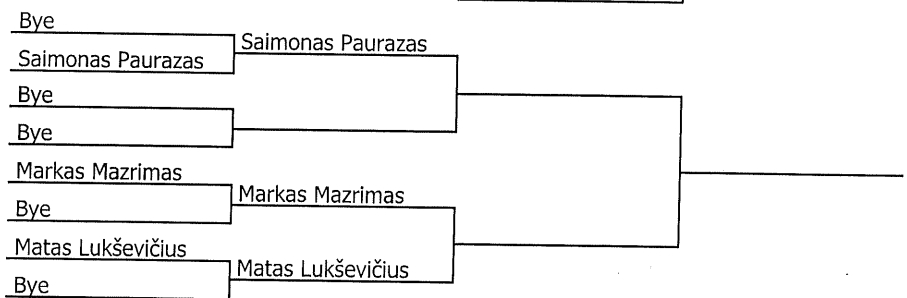 Bye
Saimonas Paurazas
Saimonas Paurazas
Bye
Bye
Markas Mazrimas
Markas Mazrimas
Bye
Matas Lukševičius
Matas Lukševičius
Bye